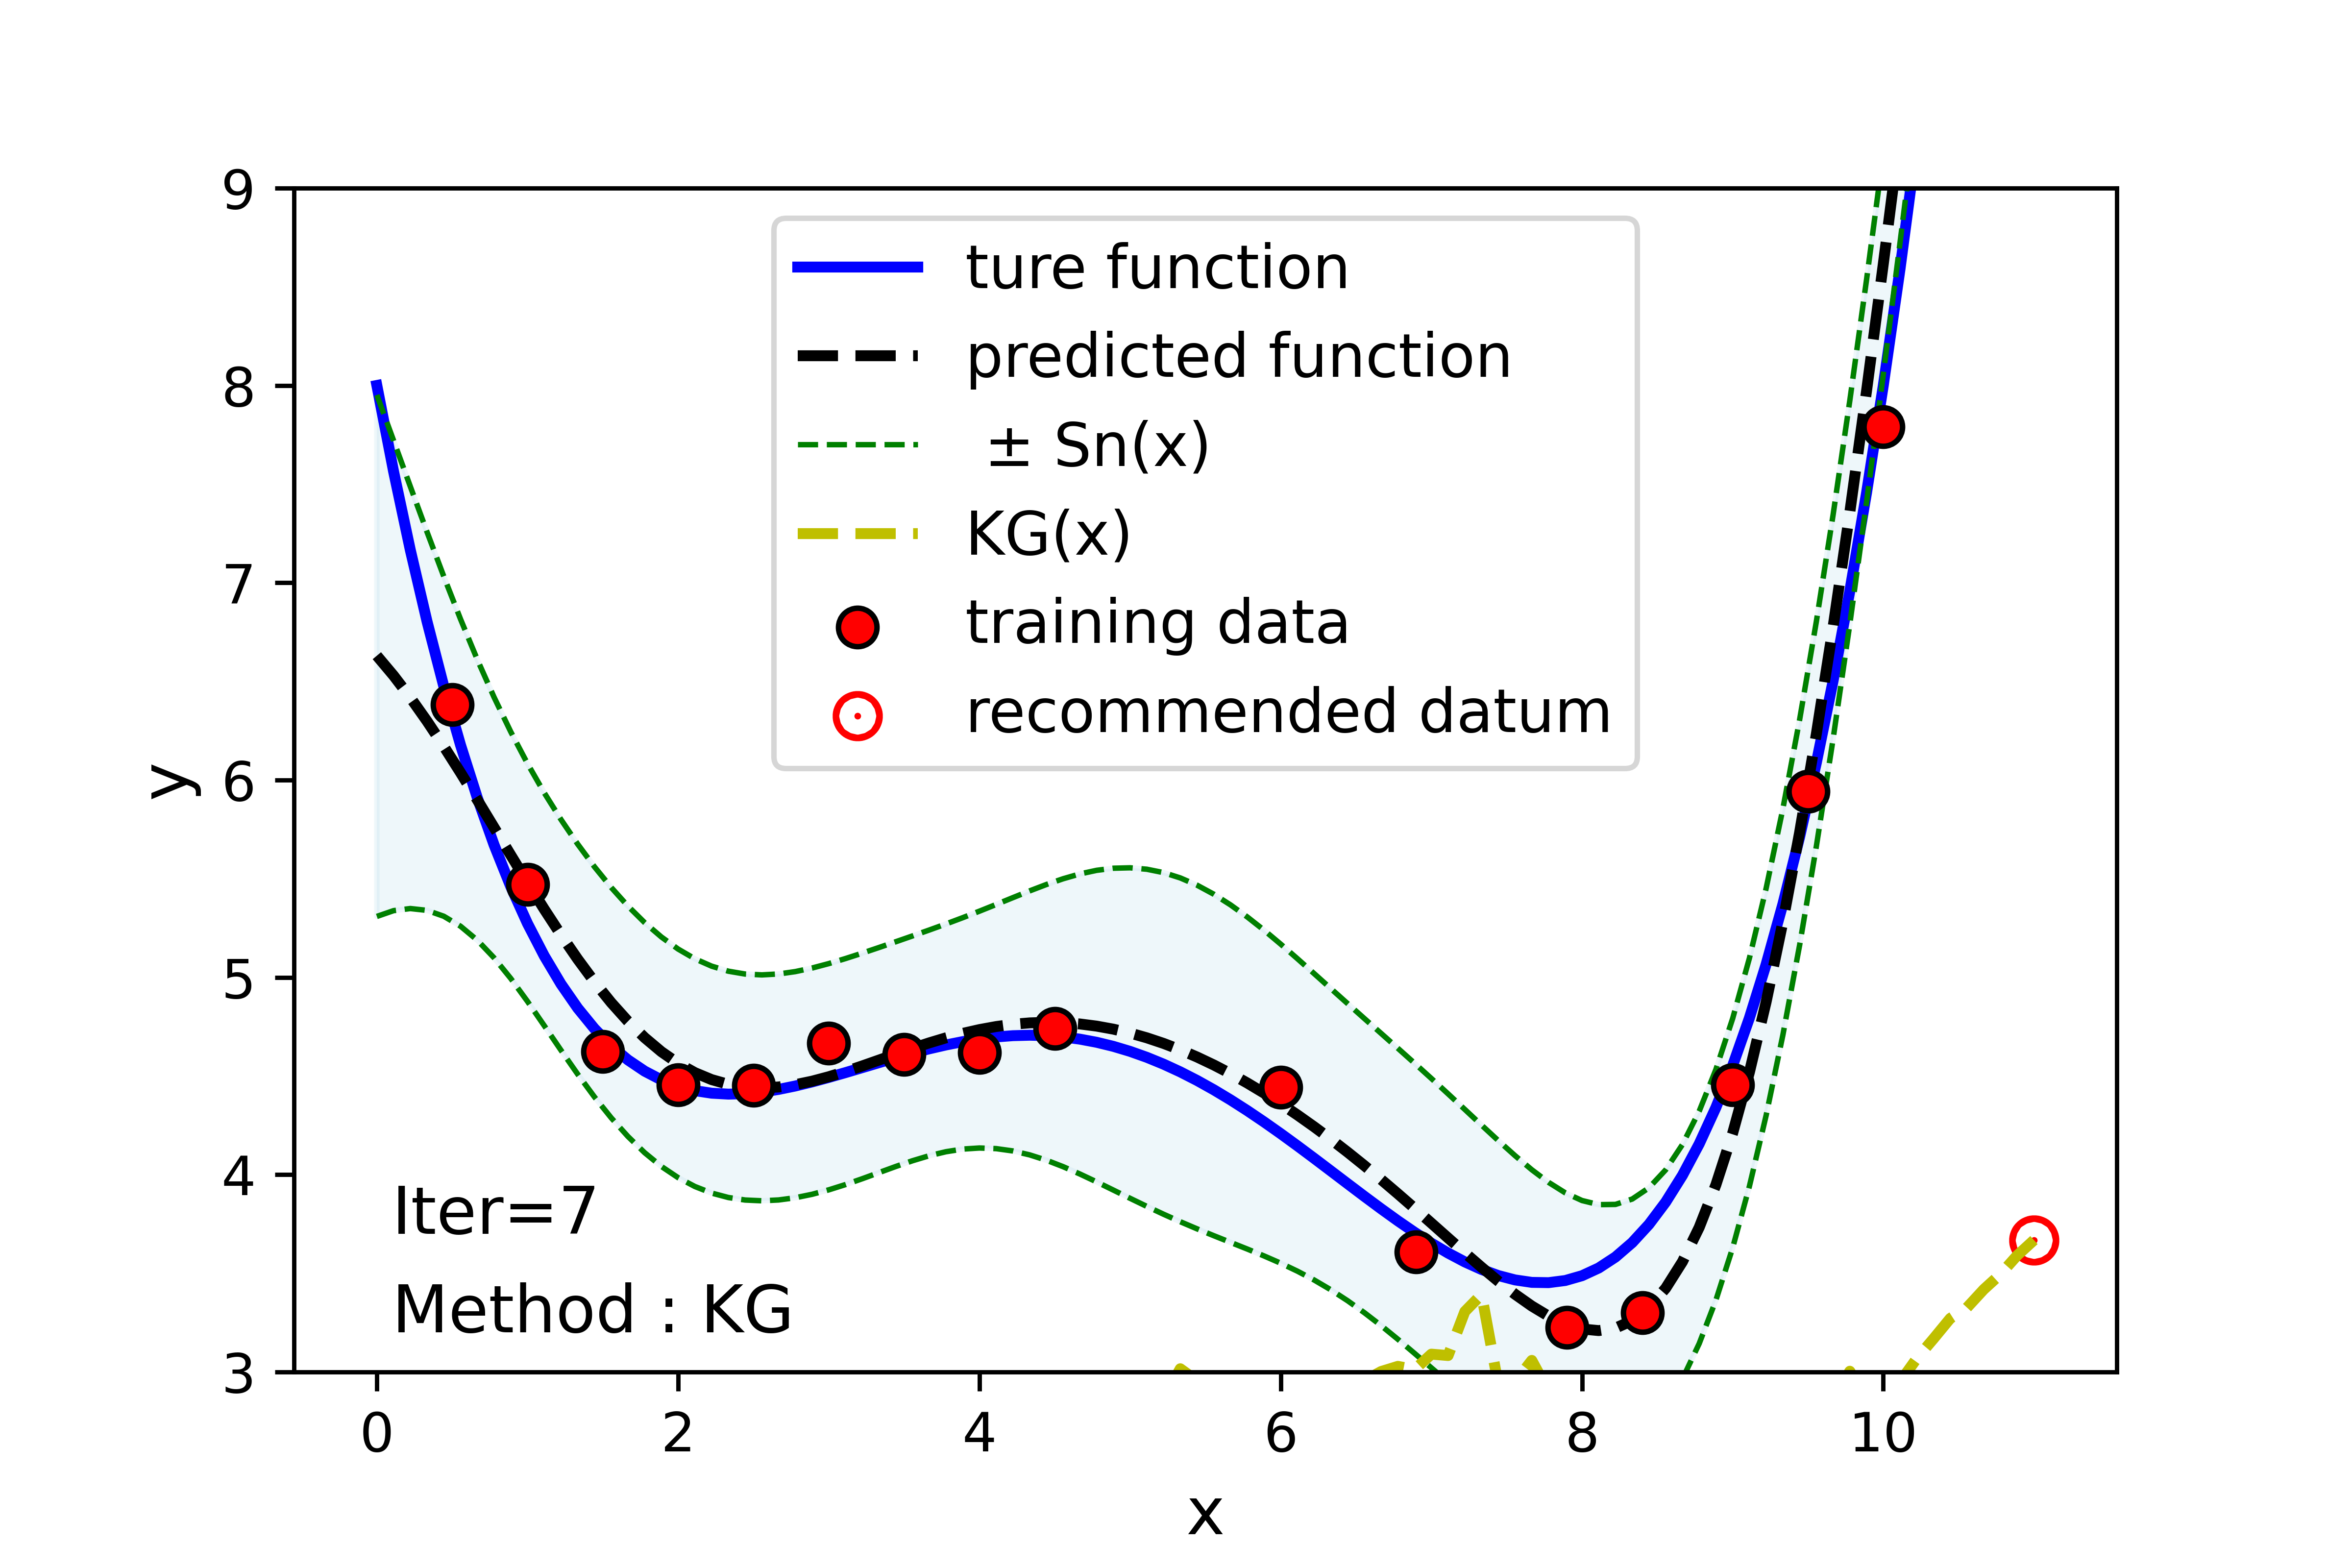 9
8
7
6
5
4
3
y
ture function
predicted function
± Sn(x)
KG(x)
training data
recommended datum
Iter=7
Method : KG
0 2 4 6 8 10
x